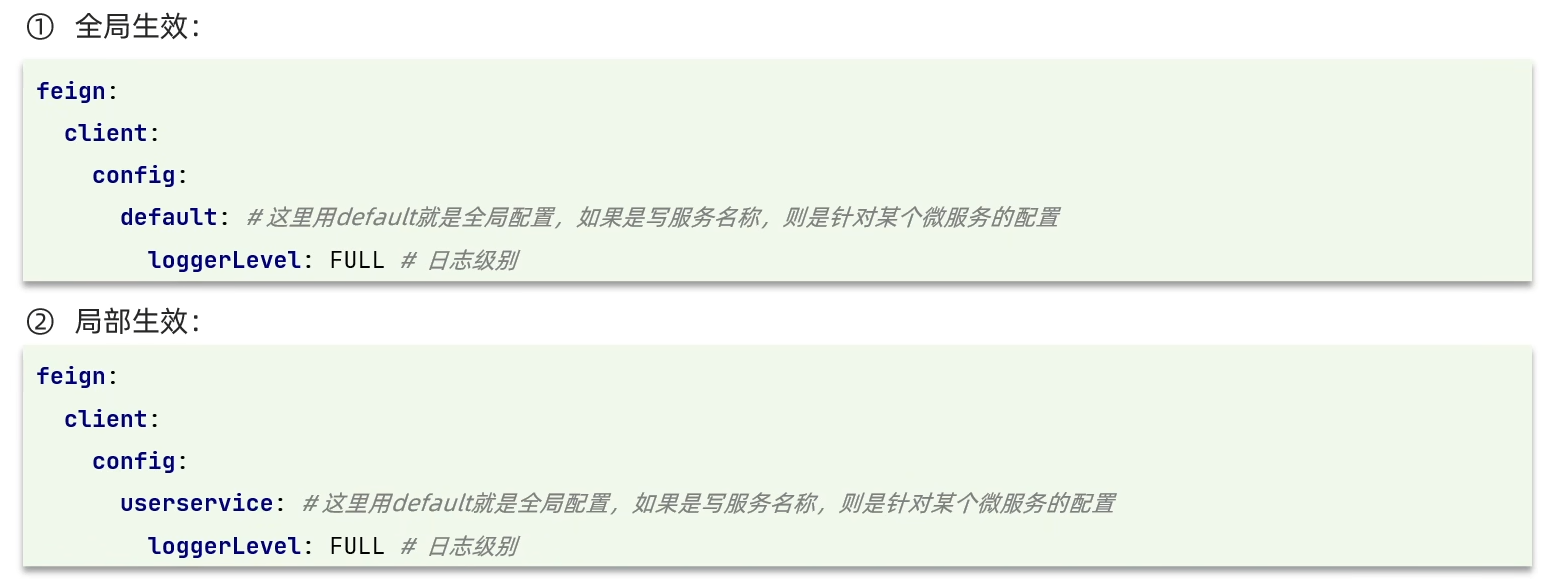 ① 全局生效：
feign:
  client:
    config:
      default: # 这里用default就是全局配置，如果是写服务名称，则是针对某个微服务的配置
        loggerLevel: FULL # 日志级别
② 局部生效：
feign:
  client:
    config:
      userservice: # 这里用default就是全局配置，如果是写服务名称，则是针对某个微服务的配置
        loggerLevel: FULL # 日志级别